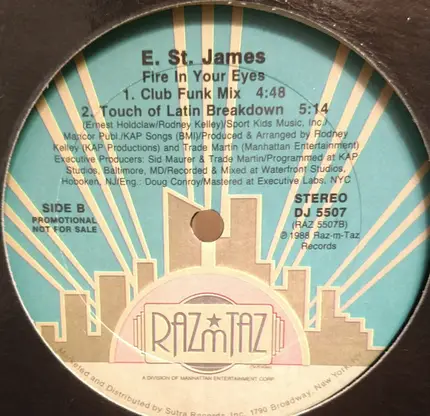 E. St. James
Fire In Your Eyes
1. Club Funk Mix 4:48
2. Touch of Latin Breakdown 5:14
(Ernest Holdclaw/Rodney Kelley)/Sport Kids Music, Inc./
Maricor Publ./KAP Songs (BMI)/Produced & Arranged by Rodney
Kelley (KAP Productions) and Trade Martin (Manhattan Entertainment)
Executive Producers: Sid Maurer & Trade Martin/Programmed at KAP
Studios, Baltimore, MD/Recorded & Mixed at Waterfront Studios,
Hoboken, NJ/Eng.: Doug Conroy/Mastered at Executive Labs, NYC
SIDE B
PROMOTIONAL
NOT FOR SALE
STEREO
DJ 5507
(RAZ 5507B)
℗ 1988 Raz-m-Taz
Records
RAZmTAZ
A DIVISION OF MANHATTAN ENTERTAINMENT CORP.
Marketed and Distributed by Sutra Records Inc. 1790 Broadway, New York, NY